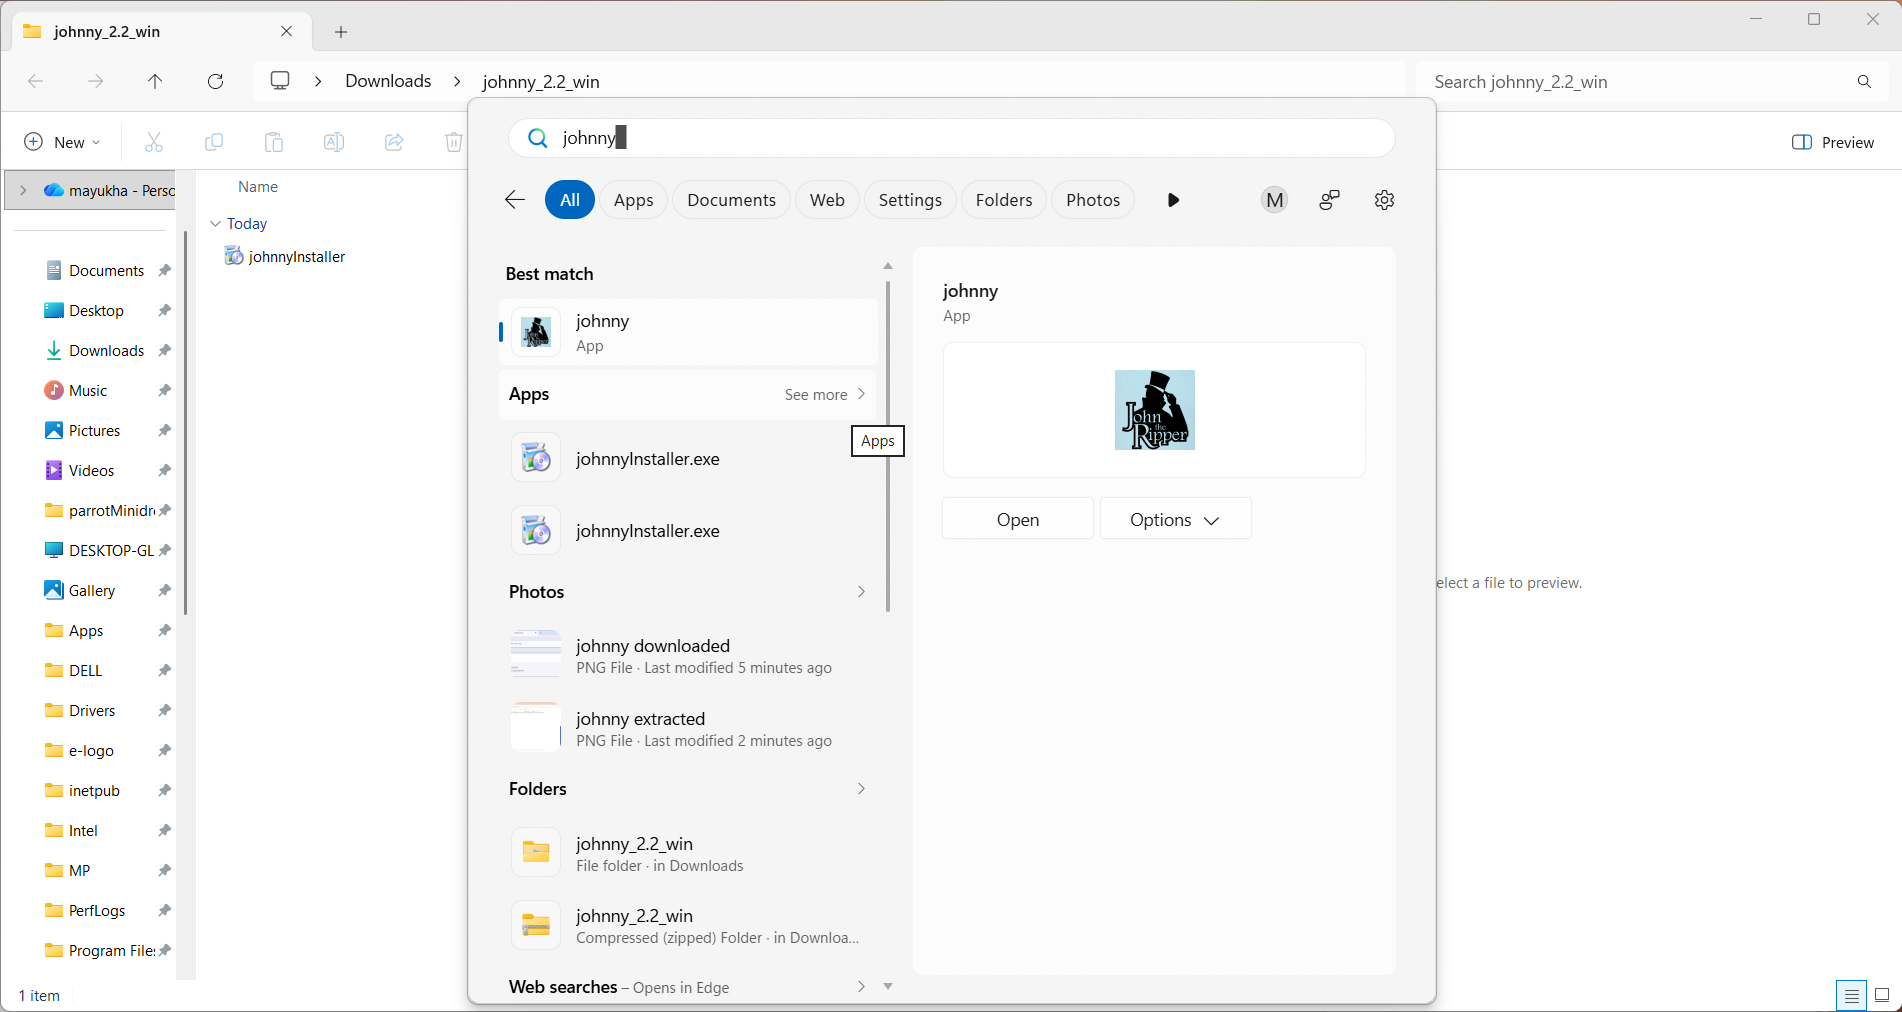 johnny_2.2_win
Downloads
johnny_2.2_win
Search johnny_2.2_win
New
Preview
mayukha - Perso
Documents
Desktop
Downloads
Music
Pictures
Videos
parrotMinidr
DESKTOP-GL
Gallery
Apps
DELL
Drivers
e-logo
inetpub
Intel
MP
PerfLogs
Program Files
1 item
Name
Today
johnnyInstaller
johnny
All
Apps
Documents
Web
Settings
Folders
Photos
M
Best match
johnny
App
Apps
See more
Apps
johnnyInstaller.exe
johnnyInstaller.exe
Photos
johnny downloaded
PNG File · Last modified 5 minutes ago
johnny extracted
PNG File · Last modified 2 minutes ago
Folders
johnny_2.2_win
File folder · in Downloads
johnny_2.2_win
Compressed (zipped) Folder · in Downloa...
Web searches – Opens in Edge
johnny
App
John
the
Ripper
Open
Options
elect a file to preview.